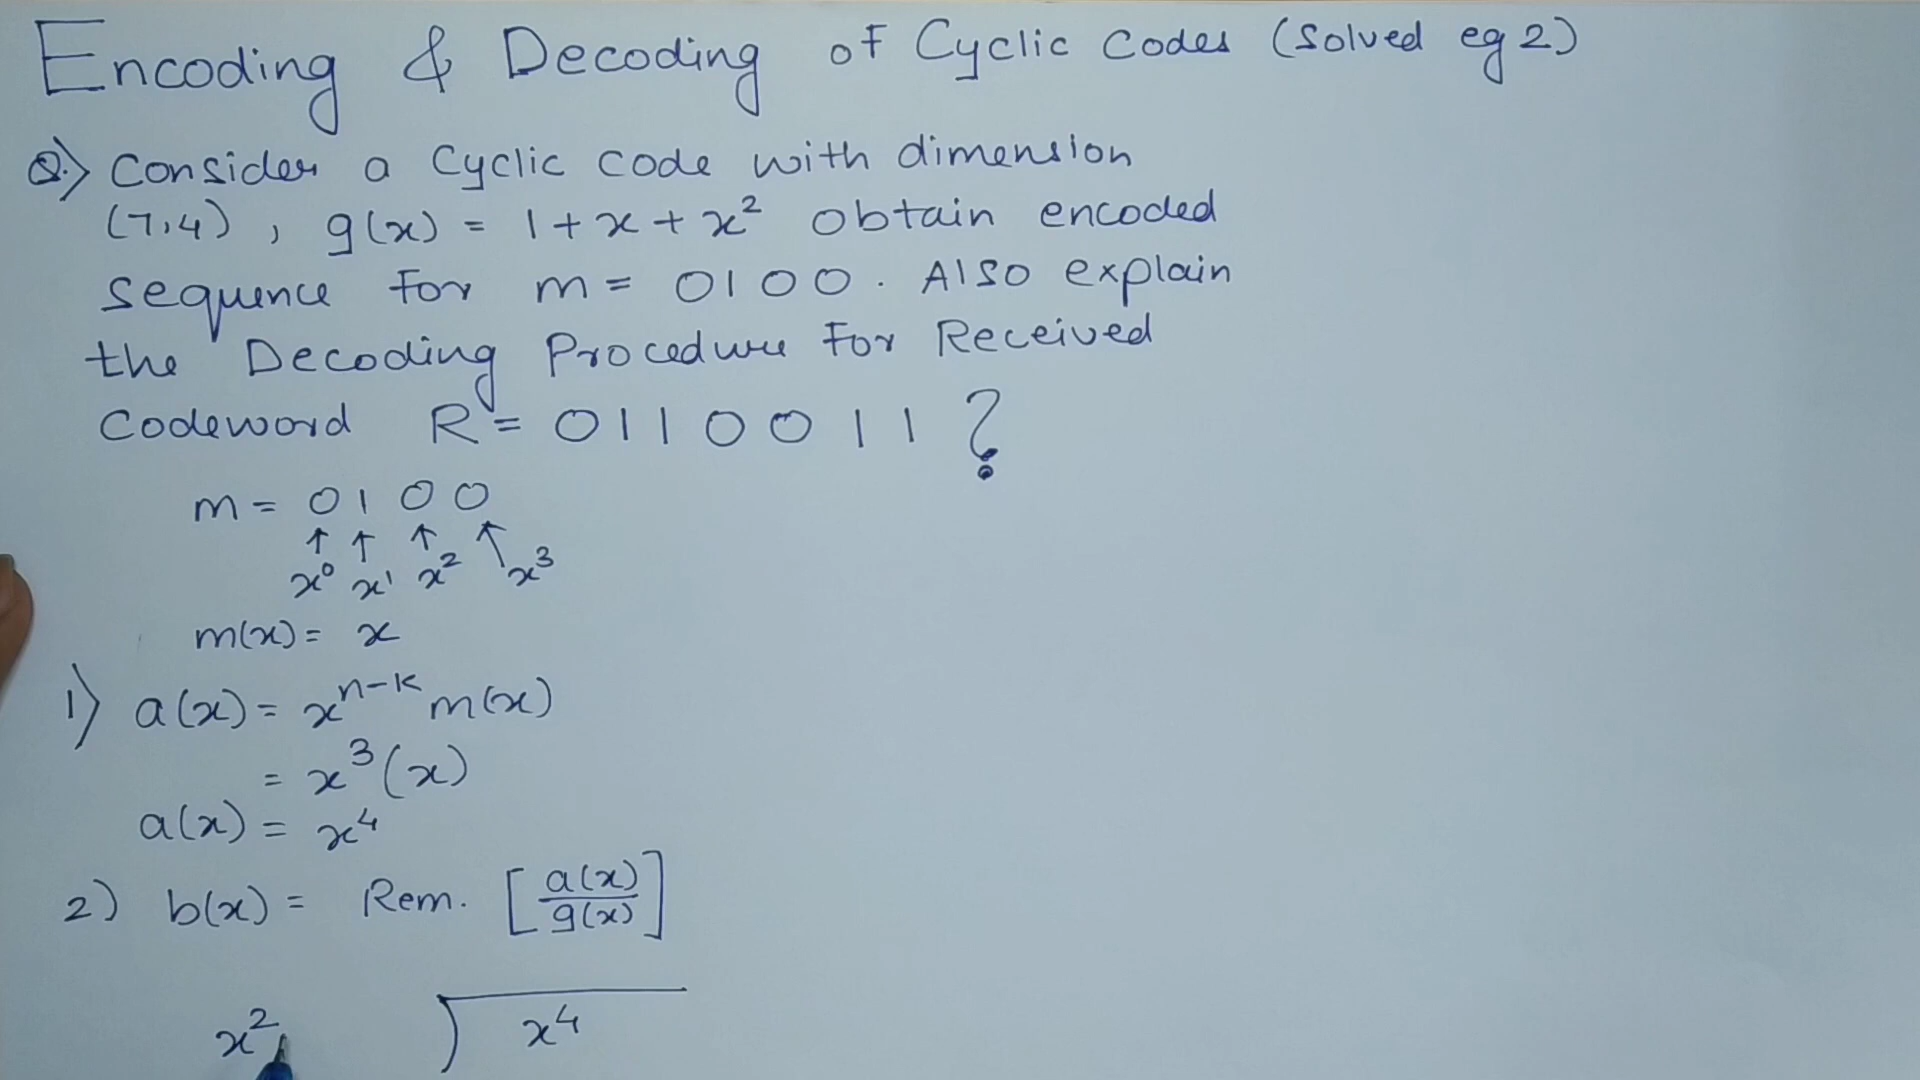 Encoding & Decoding of Cyclic Codes (Solved eg 2)
Q.) Consider a Cyclic code with dimension
(7,4) , g(x) = 1 + x + x² obtain encoded
sequence for m = 0100. Also explain
the Decoding Procedure For Received
Codeword R = 0110011 ?
m = 0100
↑ ↑ ↑ ↑
x⁰ x¹ x² x³
m(x) = x
1) a(x) = xⁿ⁻ᵏ m(x)
= x³(x)
a(x) = x⁴
2) b(x) = Rem. [a(x)/g(x)]
x² ) x⁴